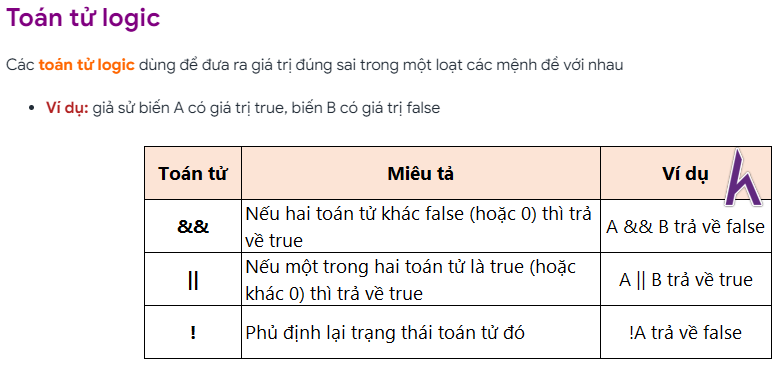 Toán tử logic
Các toán tử logic dùng để đưa ra giá trị đúng sai trong một loạt các mệnh đề với nhau
• Ví dụ: giả sử biến A có giá trị true, biến B có giá trị false
Toán tử Miêu tả Ví dụ
&& Nếu hai toán tử khác false (hoặc 0) thì trả về true A && B trả về false
|| Nếu một trong hai toán tử là true (hoặc khác 0) thì trả về true A || B trả về true
! Phủ định lại trạng thái toán tử đó !A trả về false